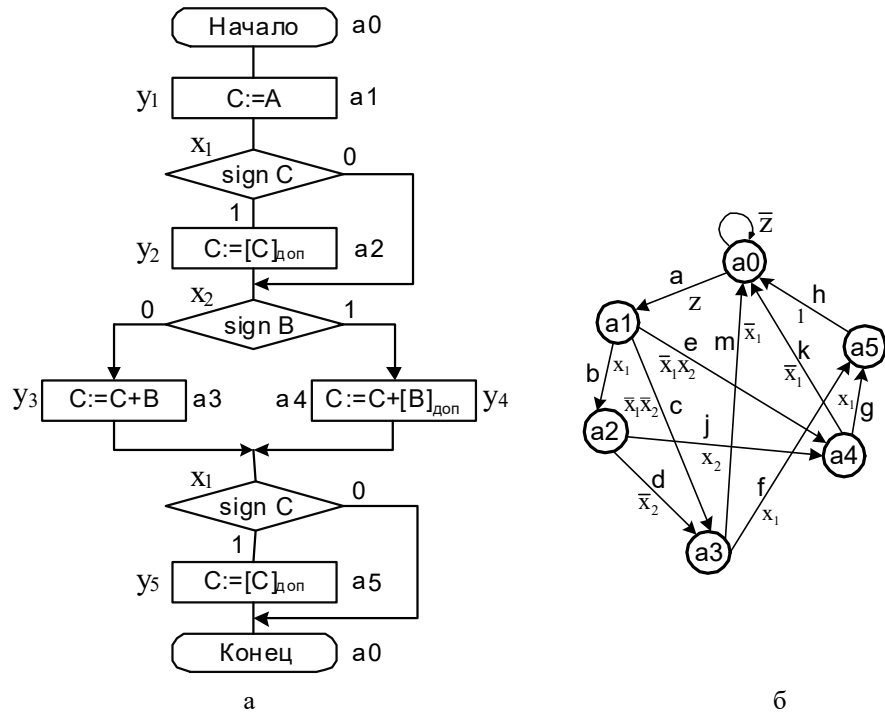 Начало a0
y₁ C:=A a1
x₁
sign C 0
1
y₂ C:=[C]доп a2
x₂
0 sign B 1
y₃ C:=C+B a3
a4 C:=C+[B]доп y₄
x₁
sign C 0
1
y₅ C:=[C]доп a5
Конец a0
а
z̅
a0
a
z
h
1
a1
m
x̅₁
e
x̅₁x₂
k
x̅₁
a5
b
x₁
x̅₁x̅₂
c
x₁
g
a2
j
x₂
a4
d
x̅₂
f
x₁
a3
б